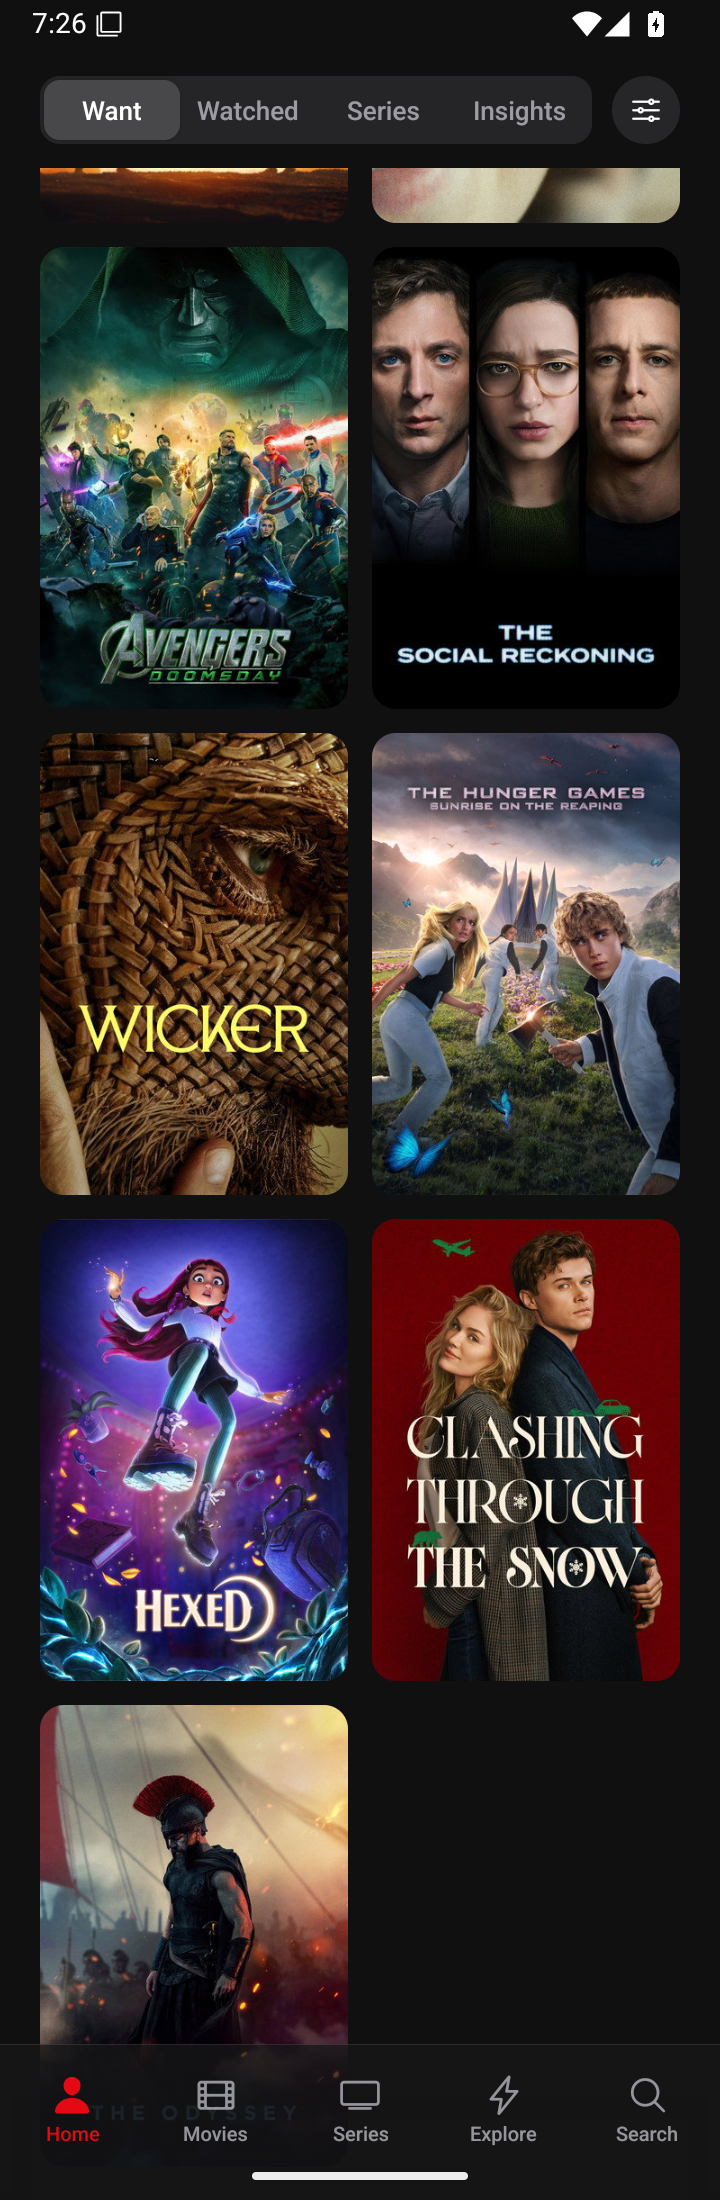 7:26
Want Watched Series Insights
AVENGERS
DOOMSDAY
THE
SOCIAL RECKONING
WICKER
THE HUNGER GAMES
SUNRISE ON THE REAPING
HEXED
CLASHING
THROUGH
THE SNOW
THE ODYSSEY
Home Movies Series Explore Search